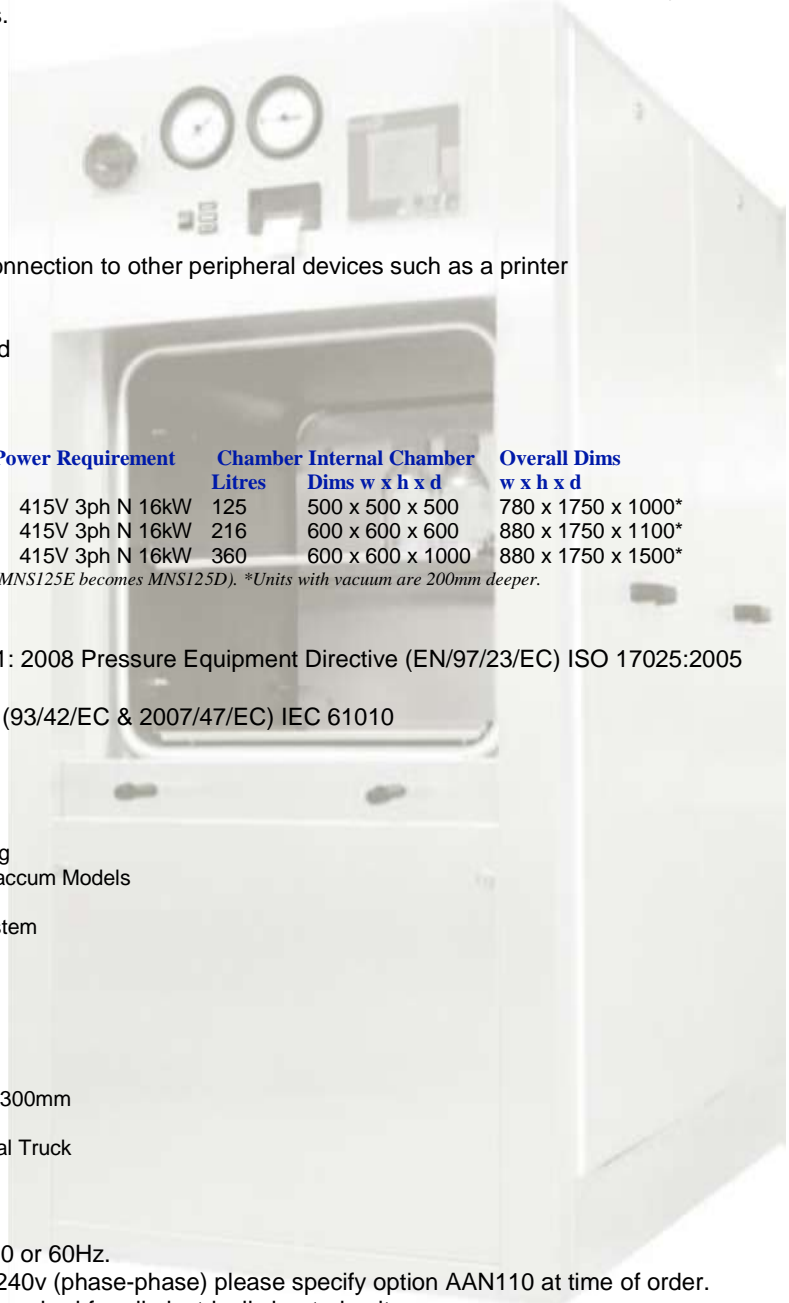 s.
onnection to other peripheral devices such as a printer
d
Power Requirement Chamber Internal Chamber Overall Dims
Litres Dims w x h x d w x h x d
415V 3ph N 16kW 125 500 x 500 x 500 780 x 1750 x 1000*
415V 3ph N 16kW 216 600 x 600 x 600 880 x 1750 x 1100*
415V 3ph N 16kW 360 600 x 600 x 1000 880 x 1750 x 1500*
MNS125E becomes MNS125D). *Units with vacuum are 200mm deeper.
1: 2008 Pressure Equipment Directive (EN/97/23/EC) ISO 17025:2005
(93/42/EC & 2007/47/EC) IEC 61010
g
accum Models
stem
300mm
al Truck
0 or 60Hz.
240v (phase-phase) please specify option AAN110 at time of order.